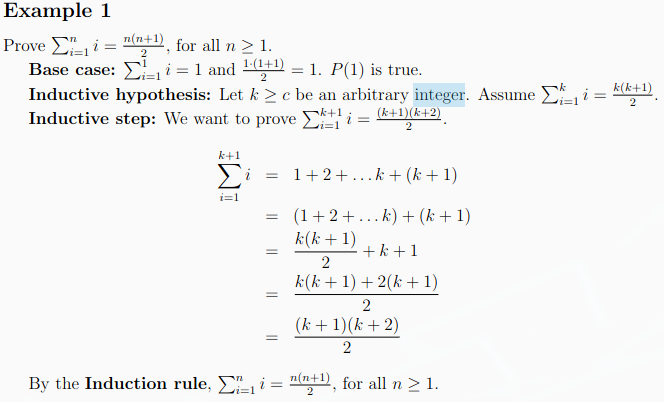 Example 1
Prove $\sum_{i=1}^{n} i = \frac{n(n+1)}{2}$, for all $n \geq 1$.
Base case: $\sum_{i=1}^{1} i = 1$ and $\frac{1 \cdot (1+1)}{2} = 1$. $P(1)$ is true.
Inductive hypothesis: Let $k \geq c$ be an arbitrary integer. Assume $\sum_{i=1}^{k} i = \frac{k(k+1)}{2}$.
Inductive step: We want to prove $\sum_{i=1}^{k+1} i = \frac{(k+1)(k+2)}{2}$.
$\sum_{i=1}^{k+1} i = 1 + 2 + \ldots k + (k+1)$
$= (1 + 2 + \ldots k) + (k+1)$
$= \frac{k(k+1)}{2} + k + 1$
$= \frac{k(k+1) + 2(k+1)}{2}$
$= \frac{(k+1)(k+2)}{2}$
By the Induction rule, $\sum_{i=1}^{n} i = \frac{n(n+1)}{2}$, for all $n \geq 1$.